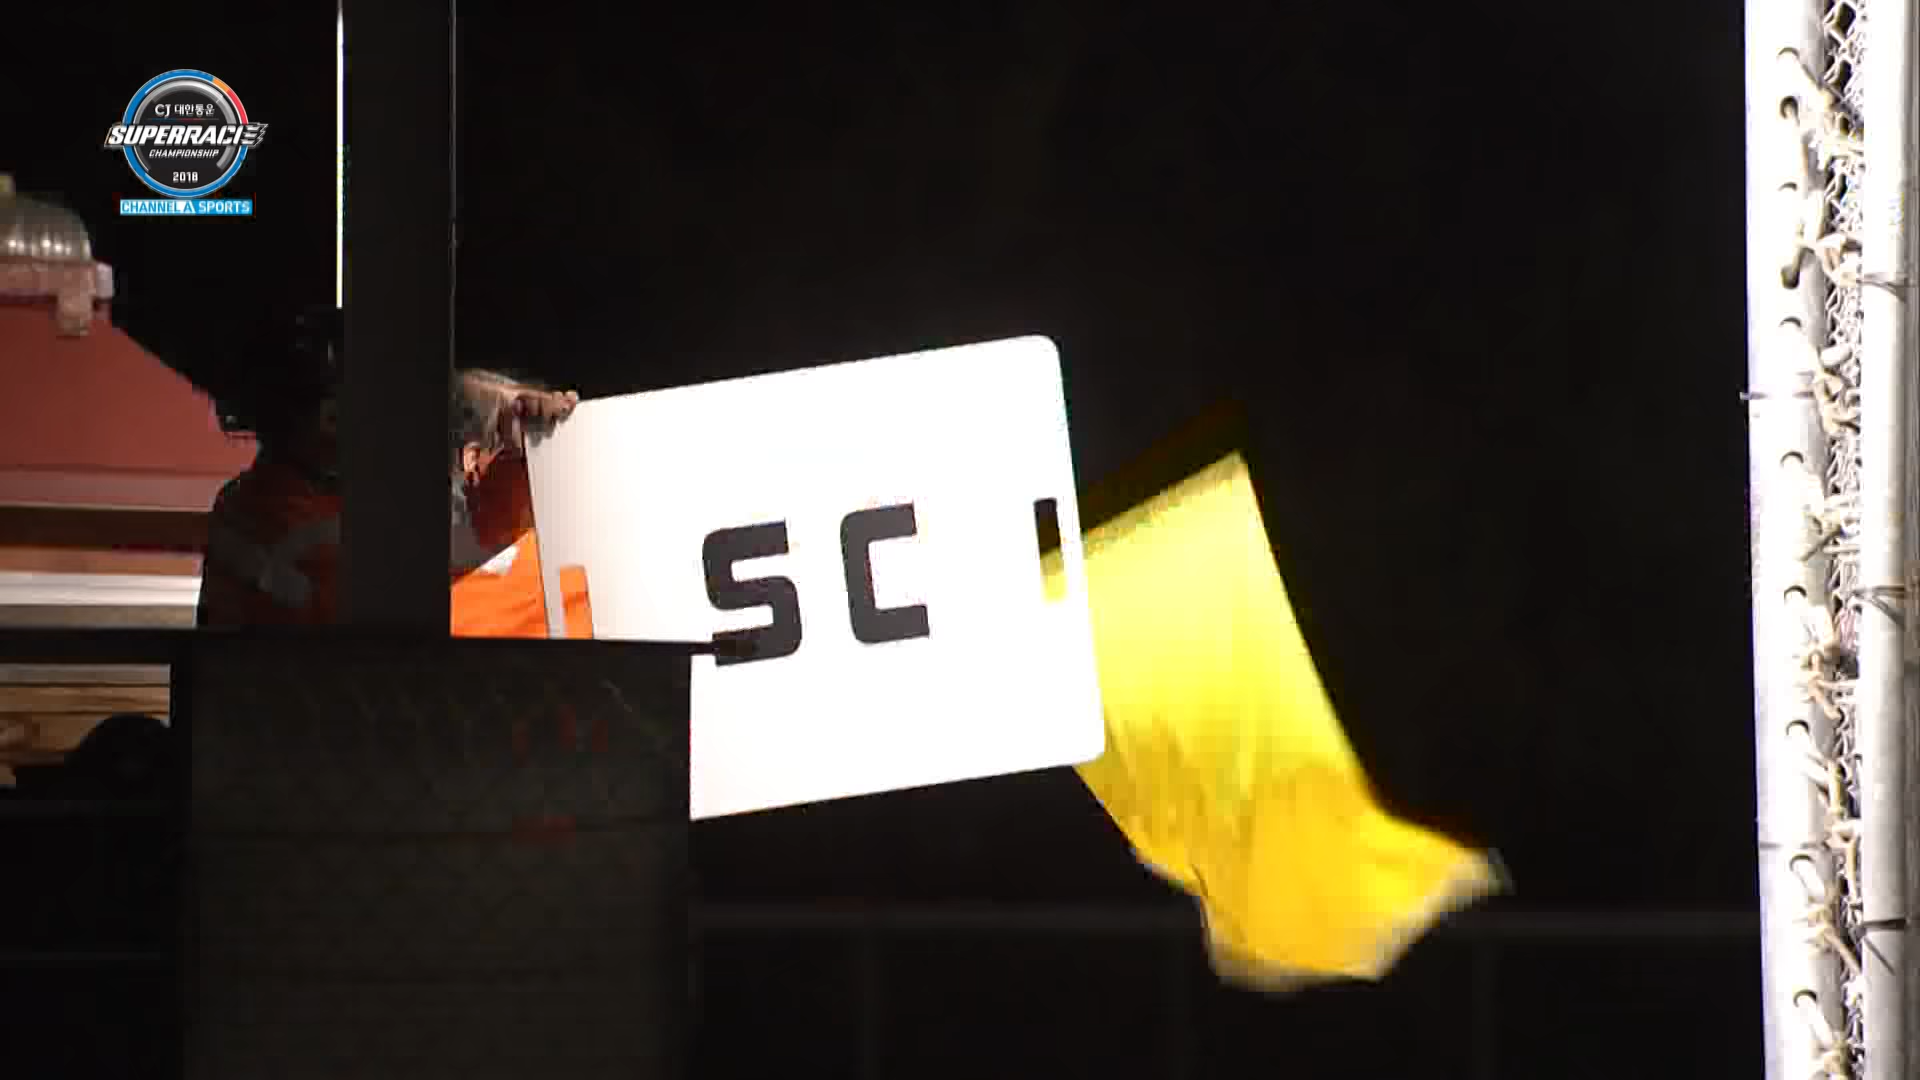 CJ 대한통운
SUPERRACE
CHAMPIONSHIP
2018
CHANNEL A SPORTS
SC